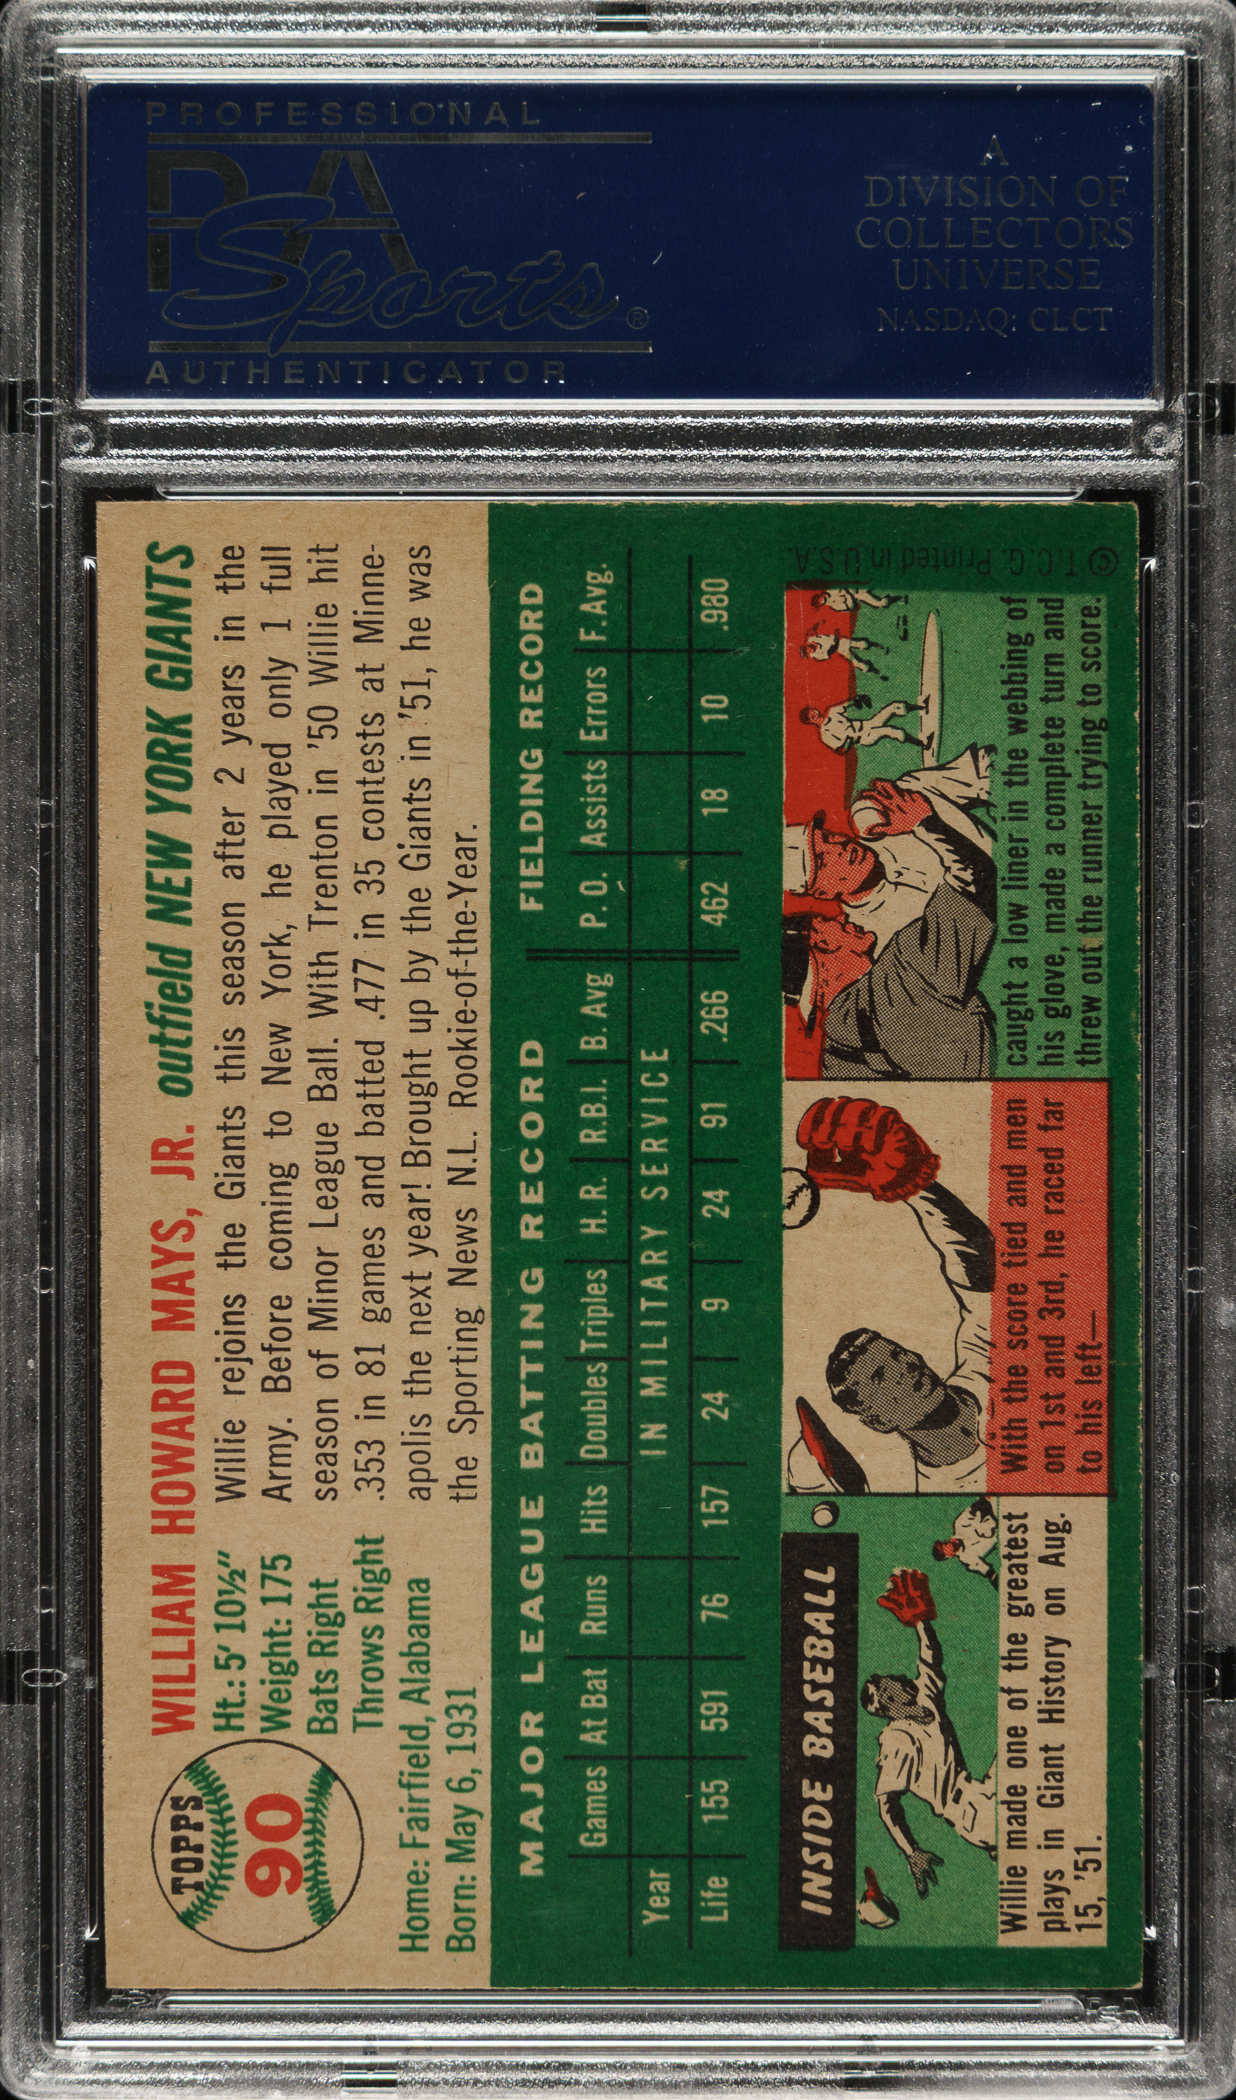 PROFESSIONAL
PSA
Sports ®
AUTHENTICATOR
A
DIVISION OF
COLLECTORS
UNIVERSE
NASDAQ: CLCT
TOPPS
90
WILLIAM HOWARD MAYS, JR. outfield NEW YORK GIANTS
Ht.: 5' 10½"
Weight: 175
Bats Right
Throws Right
Home: Fairfield, Alabama
Born: May 6, 1931
Willie rejoins the Giants this season after 2 years in the
Army. Before coming to New York, he played only 1 full
season of Minor League Ball. With Trenton in '50 Willie hit
.353 in 81 games and batted .477 in 35 contests at Minne-
apolis the next year! Brought up by the Giants in '51, he was
the Sporting News N.L. Rookie-of-the-Year.
MAJOR LEAGUE BATTING RECORD FIELDING RECORD
Games At Bat Runs Hits Doubles Triples H. R. R.B.I. B. Avg P. O. Assists Errors F. Avg.
Year IN MILITARY SERVICE
Life 155 591 76 157 24 9 24 91 .266 462 18 10 .980
INSIDE BASEBALL
Willie made one of the greatest
plays in Giant History on Aug.
15, '51.
With the score tied and men
on 1st and 3rd, he raced far
to his left—
caught a low liner in the webbing of
his glove, made a complete turn and
threw out the runner trying to score.
© T.C.G. Printed in U.S.A.
PSA